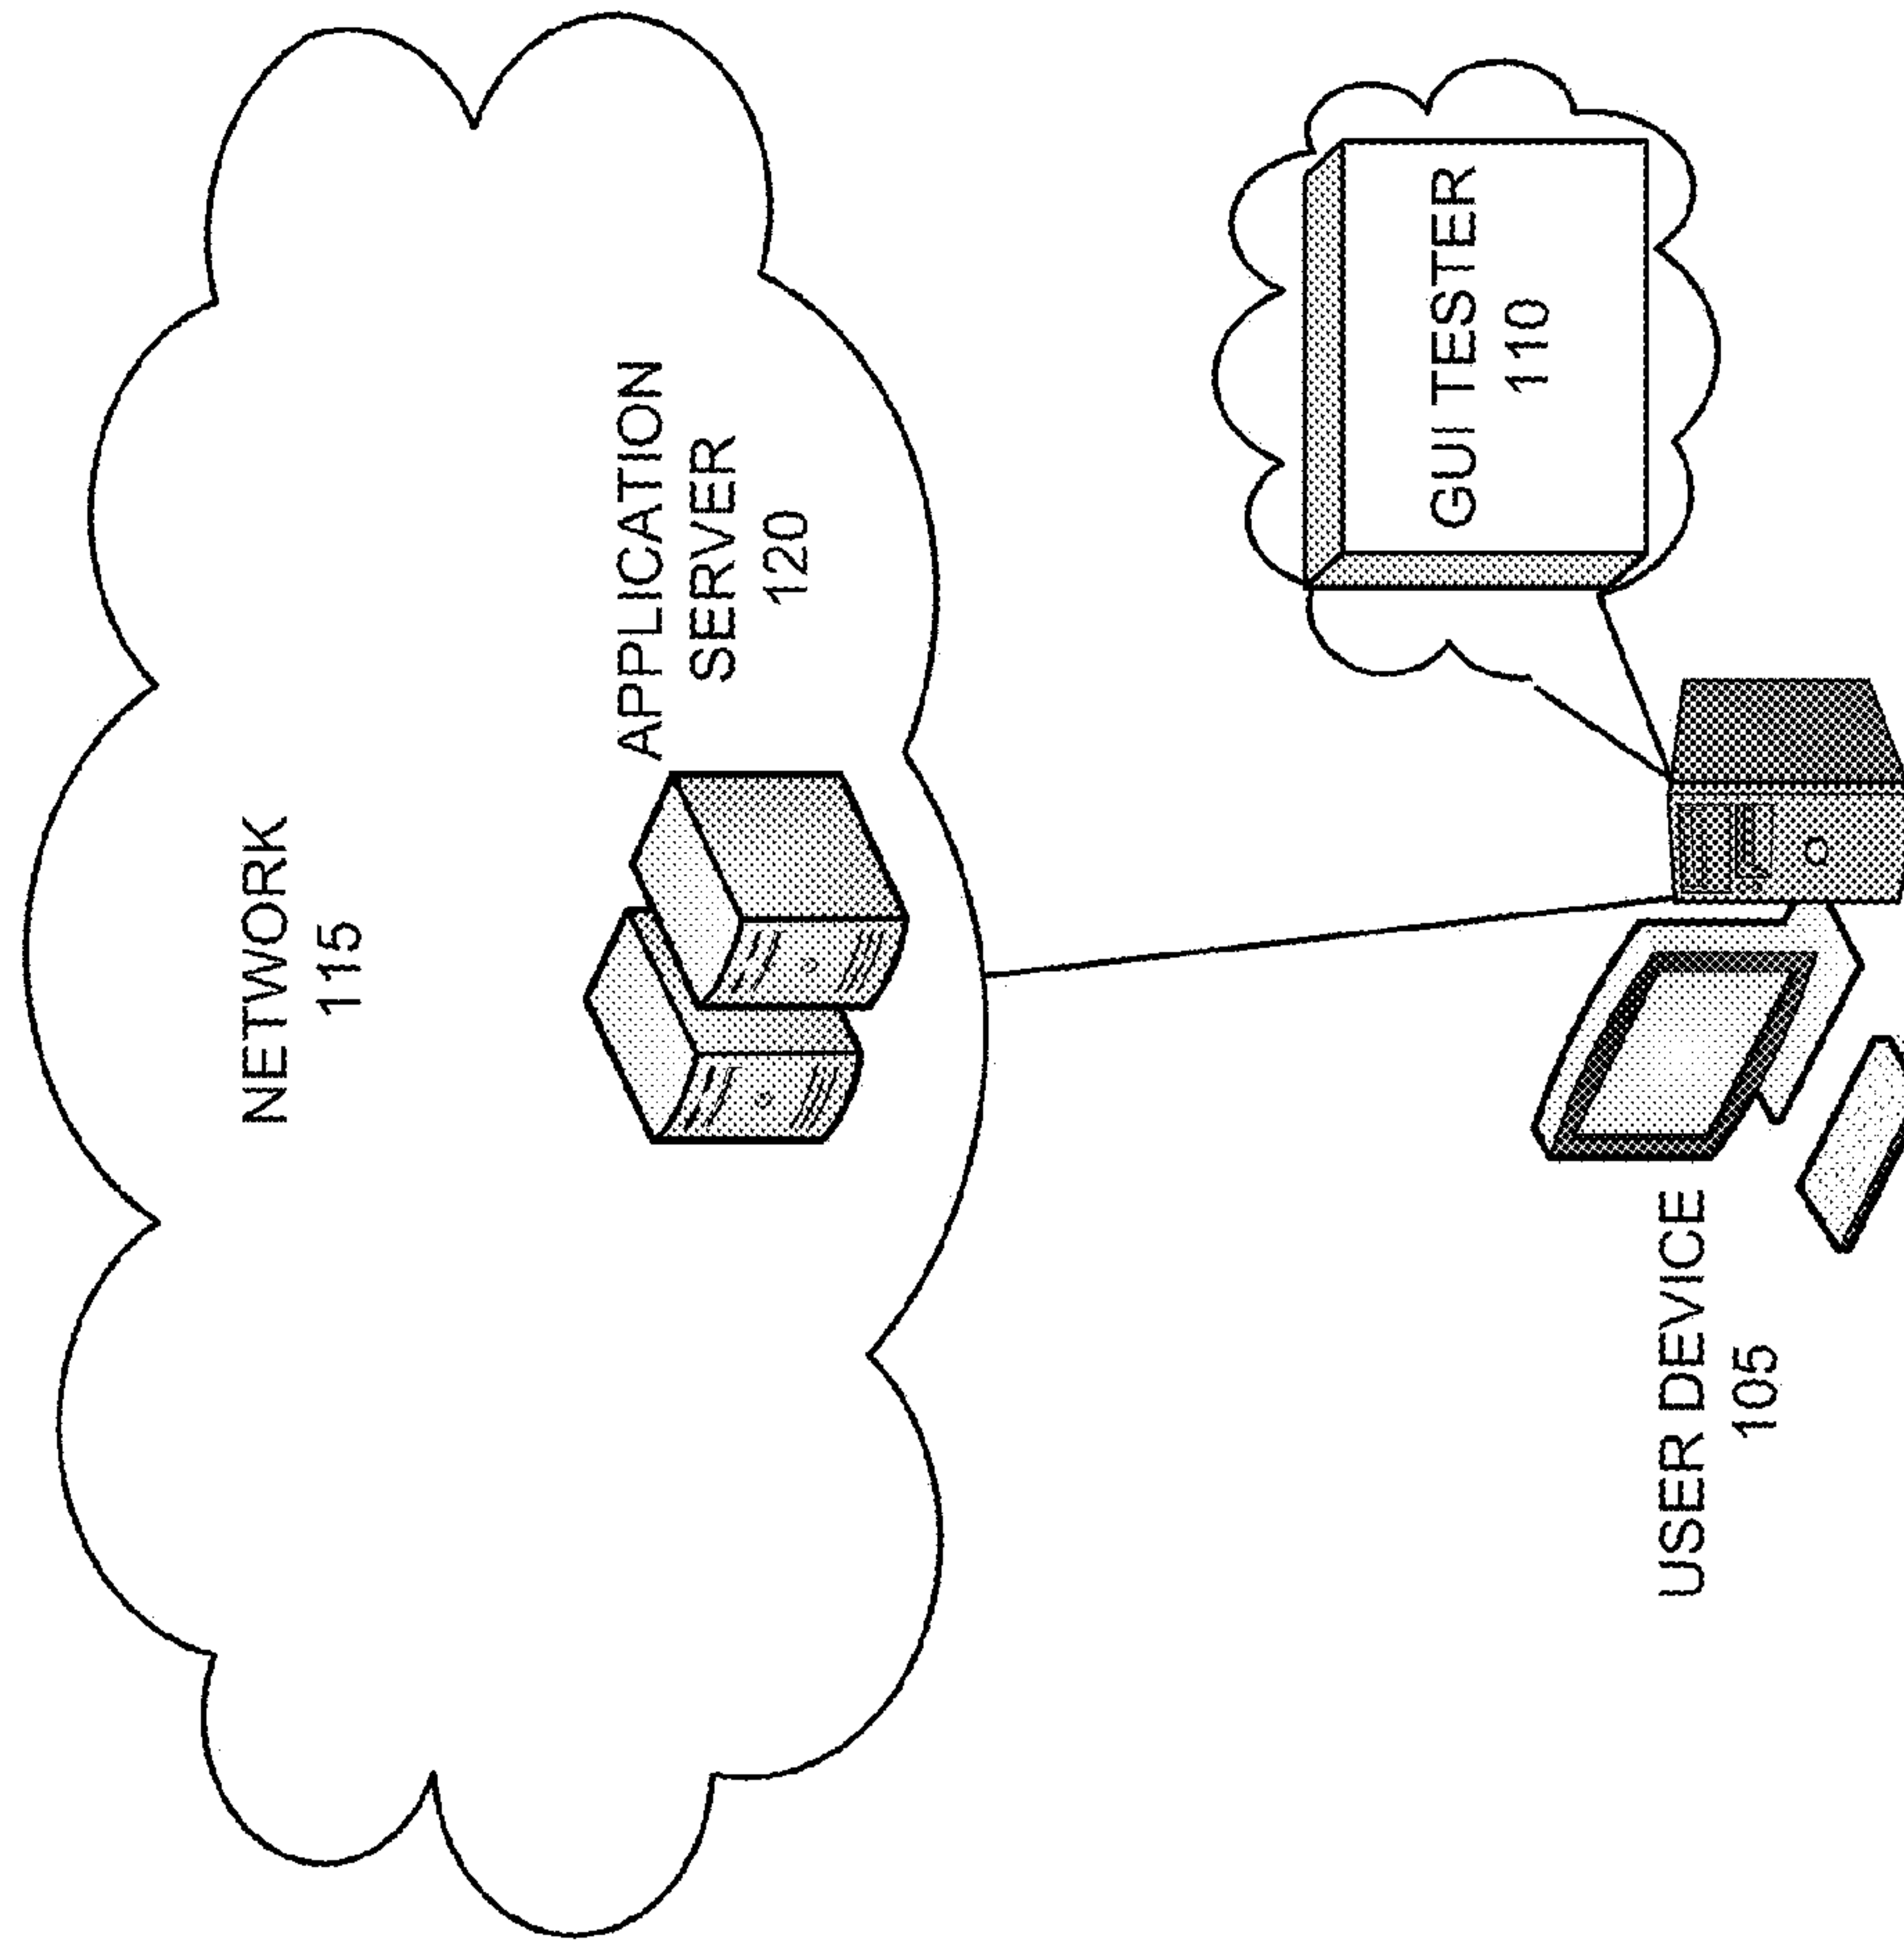 NETWORK
115
APPLICATION
SERVER
120
USER DEVICE
105
GUI TESTER
110